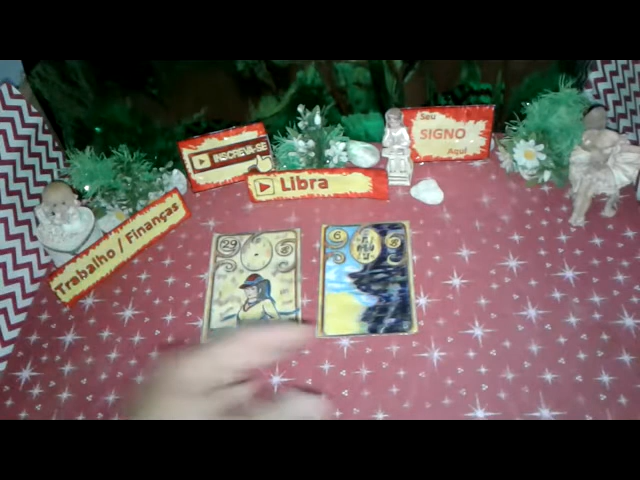 INSCREVA-SE
Seu
SIGNO
Aqui
Libra
Trabalho / Finanças
29
6